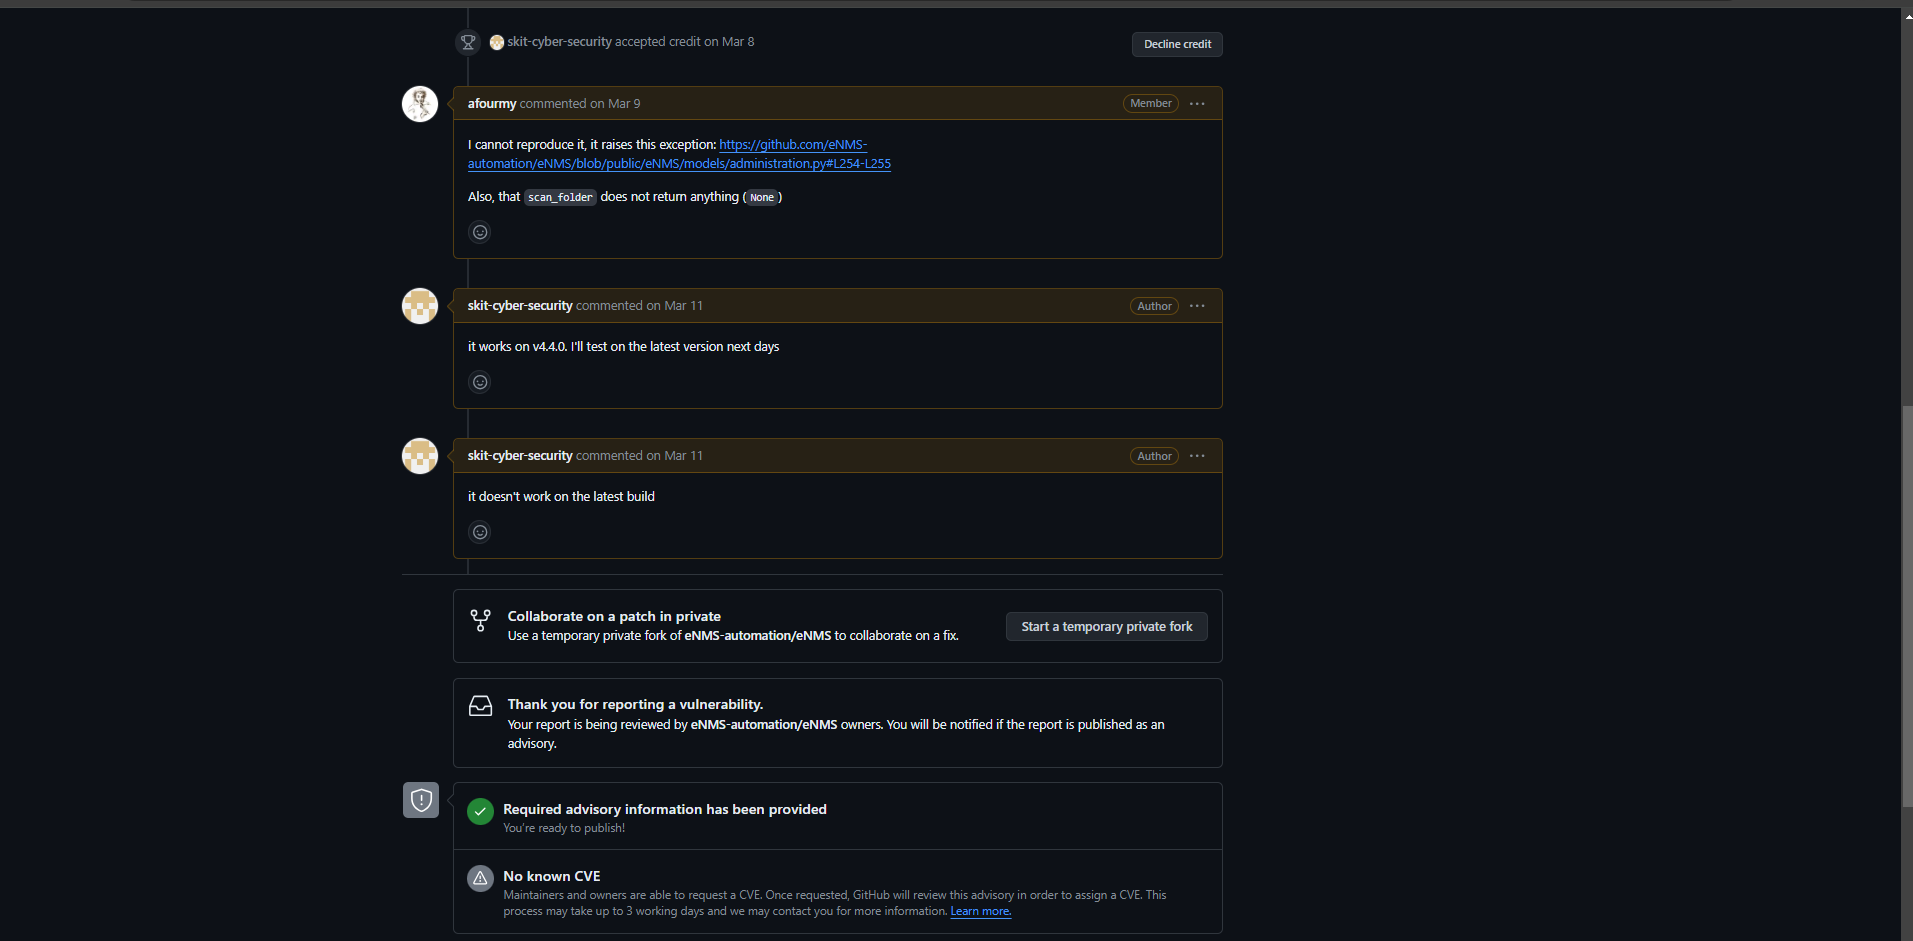 skit-cyber-security accepted credit on Mar 8
Decline credit
afourmy commented on Mar 9
Member
I cannot reproduce it, it raises this exception: https://github.com/eNMS-
automation/eNMS/blob/public/eNMS/models/administration.py#L254-L255
Also, that scan_folder does not return anything (None)
skit-cyber-security commented on Mar 11
Author
it works on v4.4.0. I'll test on the latest version next days
skit-cyber-security commented on Mar 11
Author
it doesn't work on the latest build
Collaborate on a patch in private
Use a temporary private fork of eNMS-automation/eNMS to collaborate on a fix.
Start a temporary private fork
Thank you for reporting a vulnerability.
Your report is being reviewed by eNMS-automation/eNMS owners. You will be notified if the report is published as an
advisory.
Required advisory information has been provided
You're ready to publish!
No known CVE
Maintainers and owners are able to request a CVE. Once requested, GitHub will review this advisory in order to assign a CVE. This
process may take up to 3 working days and we may contact you for more information. Learn more.